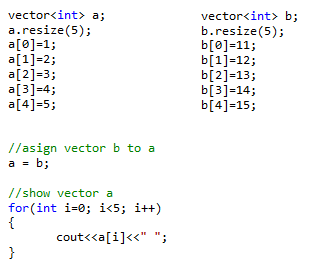 vector<int> a;
a.resize(5);
a[0]=1;
a[1]=2;
a[2]=3;
a[3]=4;
a[4]=5;
vector<int> b;
b.resize(5);
b[0]=11;
b[1]=12;
b[2]=13;
b[3]=14;
b[4]=15;
//asign vector b to a
a = b;
//show vector a
for(int i=0; i<5; i++)
{
cout<<a[i]<<" ";
}